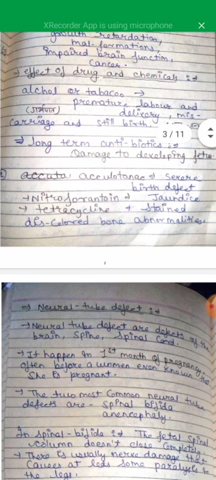 XRecorder App is using microphone
growth retardation,
mal-formations,
Impaired brain function,
Cancer.
→ effect of drug and chemicals :→
alchol or tobacco →
premature labour and
delivery, mis-
carriage and still birth.
3 / 11
→ long term anti-biotics :→
Damage to developing
accuta severe
birth defect
→ Nitrofurantoin → Jaundice
→ tetracycline → stained
dis-colored bone abnormalities.
⇒ Neural-tube defect :→
→ Neural tube defect are defects of the
brain, spine, Spinal Cord.
→ It happen in 1st month of pregnancy,
often before a women even known
She is pregnant.
→ The two most Common neural tube
defects are - Spinal bifida
anencephaly.
In spinal-bifida :→ The fetal spinal
column doesn't close completely
→ There is usually nerve damage that
Causes at least some paralysis
the legs.